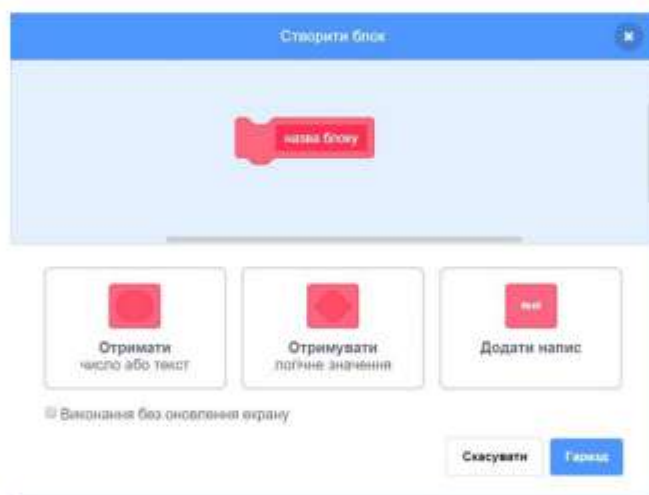 Створити блок
назва блоку
Отримати
число або текст
Отримувати
логічне значення
text
Додати напис
Виконання без оновлення екрану
Скасувати
Гаразд